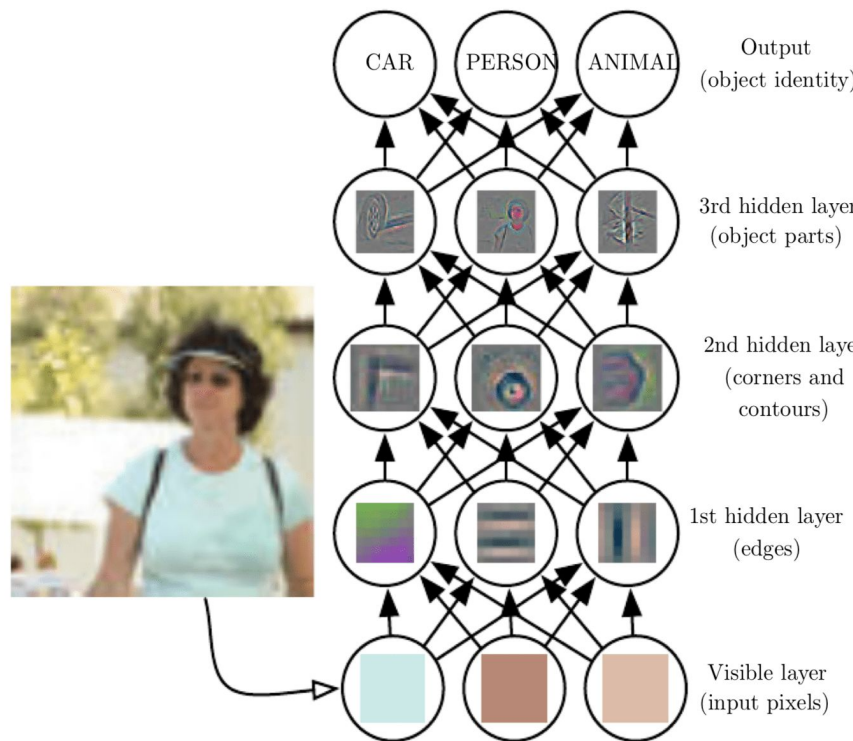 CAR PERSON ANIMAL
Output
(object identity)
3rd hidden layer
(object parts)
2nd hidden laye
(corners and
contours)
1st hidden layer
(edges)
Visible layer
(input pixels)